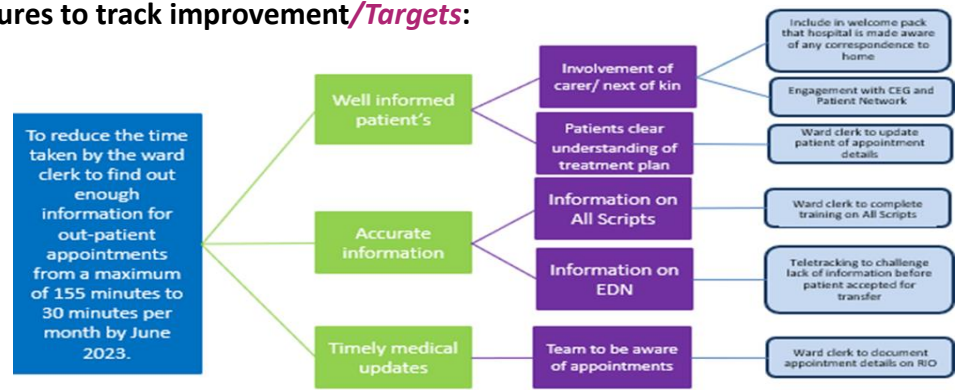 ures to track improvement/Targets:
To reduce the time
taken by the ward
clerk to find out
enough
information for
out-patient
appointments
from a maximum
of 155 minutes to
30 minutes per
month by June
2023.
Well informed
patient's
Accurate
information
Timely medical
updates
Involvement of
carer/ next of kin
Patients clear
understanding of
treatment plan
Information on
All Scripts
Information on
EDN
Team to be aware
of appointments
Include in welcome pack
that hospital is made aware
of any correspondence to
home
Engagement with CEG and
Patient Network
Ward clerk to update
patient of appointment
details
Ward clerk to complete
training on All Scripts
Teletracking to challenge
lack of information before
patient accepted for
transfer
Ward clerk to document
appointment details on RIO